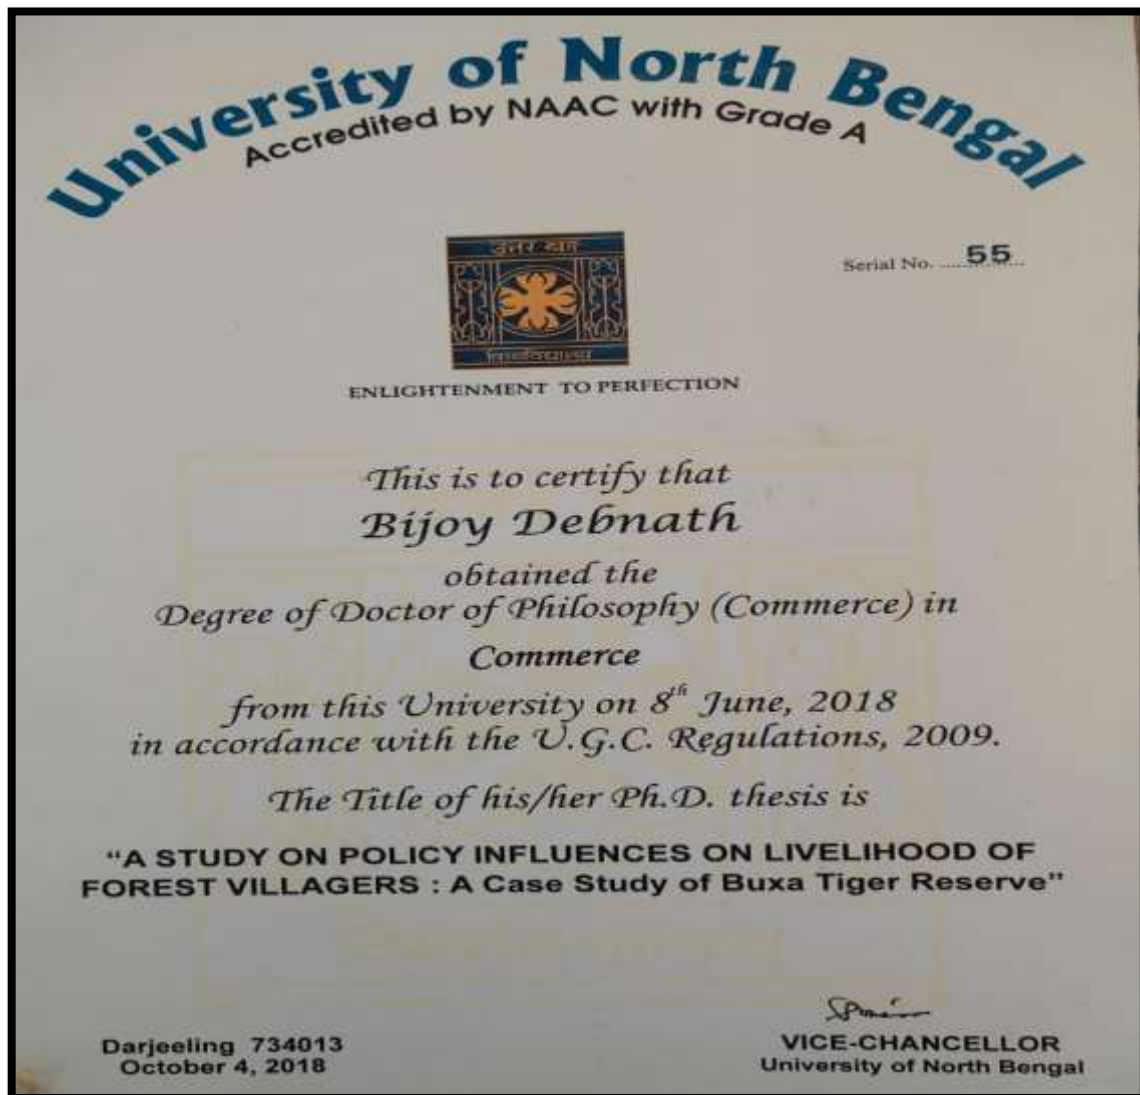 University of North Bengal
Accredited by NAAC with Grade A
Serial No. ......55......
ENLIGHTENMENT TO PERFECTION
This is to certify that
Bijoy Debnath
obtained the
Degree of Doctor of Philosophy (Commerce) in
Commerce
from this University on 8th June, 2018
in accordance with the U.G.C. Regulations, 2009.
The Title of his/her Ph.D. thesis is
“A STUDY ON POLICY INFLUENCES ON LIVELIHOOD OF
FOREST VILLAGERS : A Case Study of Buxa Tiger Reserve”
Darjeeling 734013
October 4, 2018
VICE-CHANCELLOR
University of North Bengal